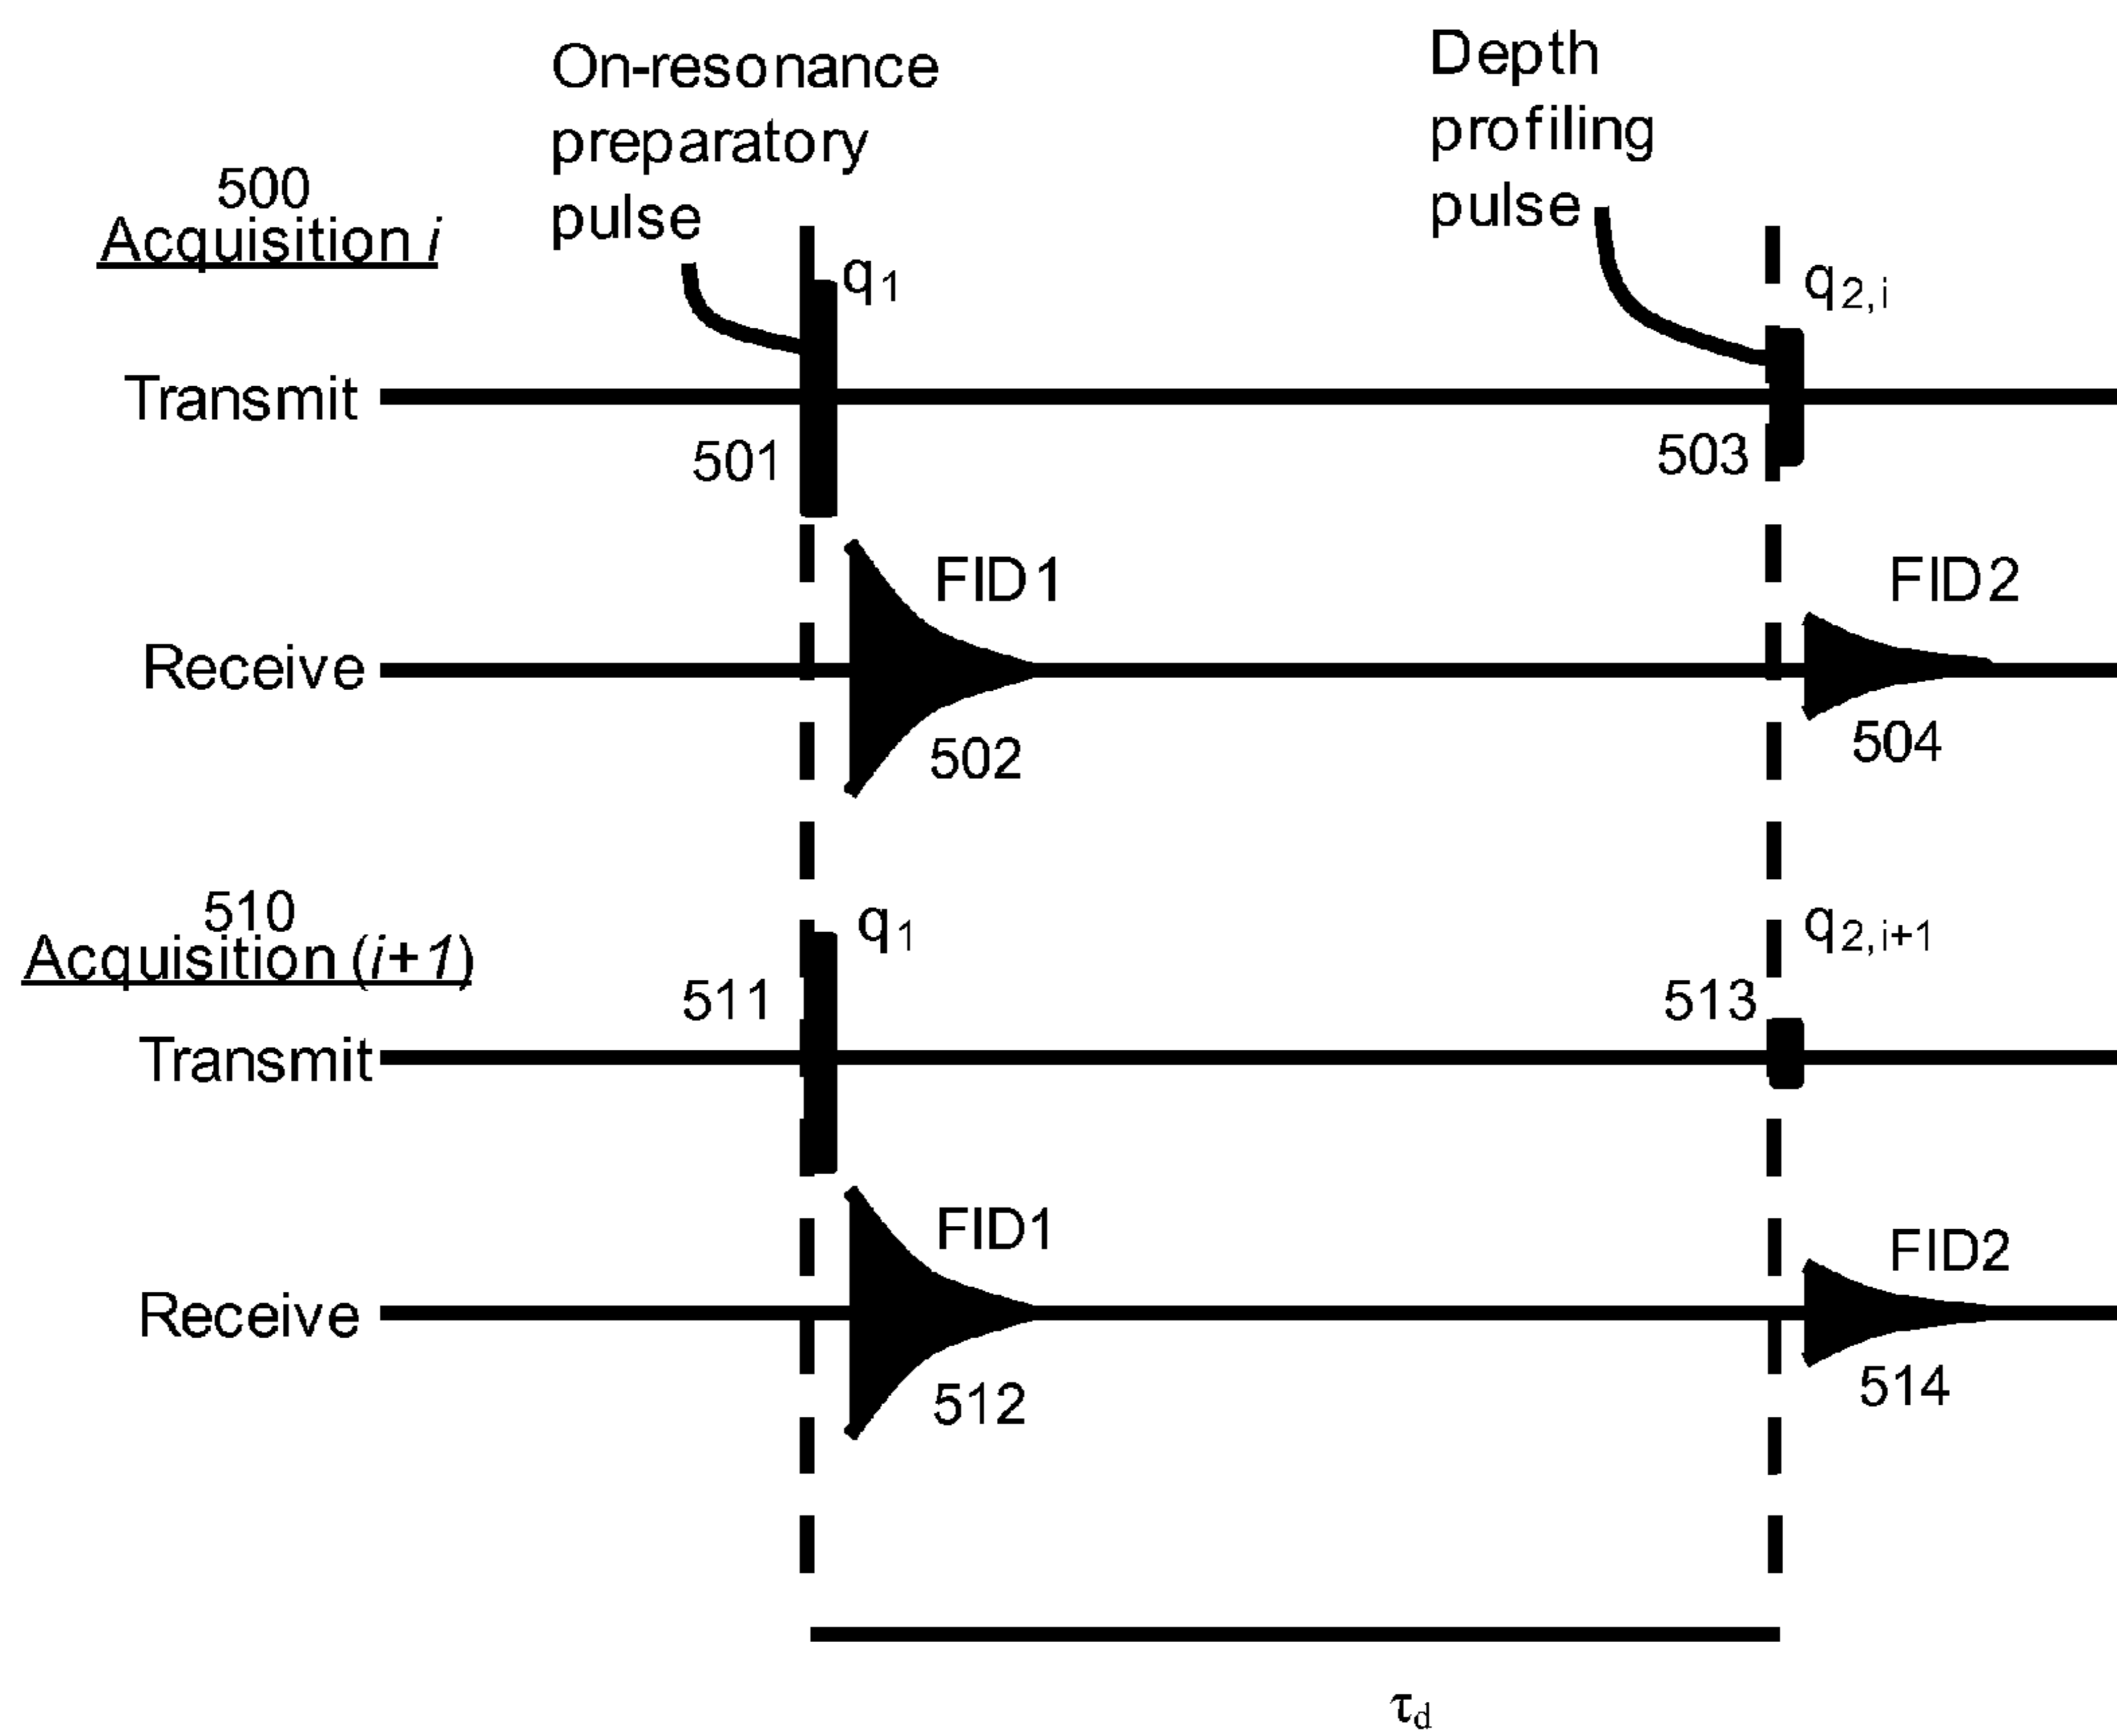 On-resonance
preparatory
pulse
Depth
profiling
pulse
500
Acquisition i
q1
q2,i
Transmit
501
503
FID1
FID2
Receive
502
504
510
Acquisition (i+1)
q1
q2,i+1
511
513
Transmit
FID1
FID2
Receive
512
514
τd